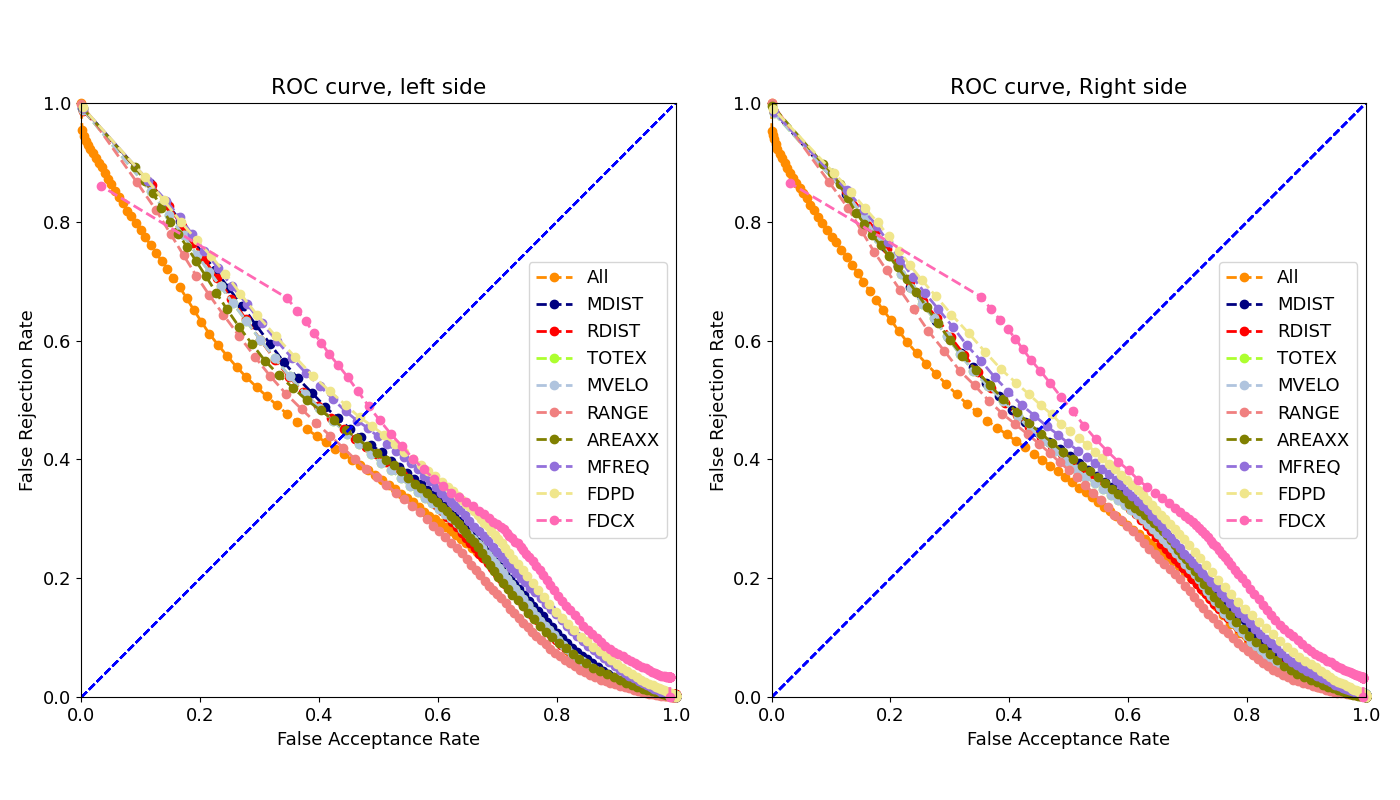 ROC curve, left side
1.0
0.8
0.6
0.4
0.2
0.0
False Rejection Rate
0.0 0.2 0.4 0.6 0.8 1.0
False Acceptance Rate
All
MDIST
RDIST
TOTEX
MVELO
RANGE
AREAXX
MFREQ
FDPD
FDCX
ROC curve, Right side
1.0
0.8
0.6
0.4
0.2
0.0
False Rejection Rate
0.0 0.2 0.4 0.6 0.8 1.0
False Acceptance Rate
All
MDIST
RDIST
TOTEX
MVELO
RANGE
AREAXX
MFREQ
FDPD
FDCX